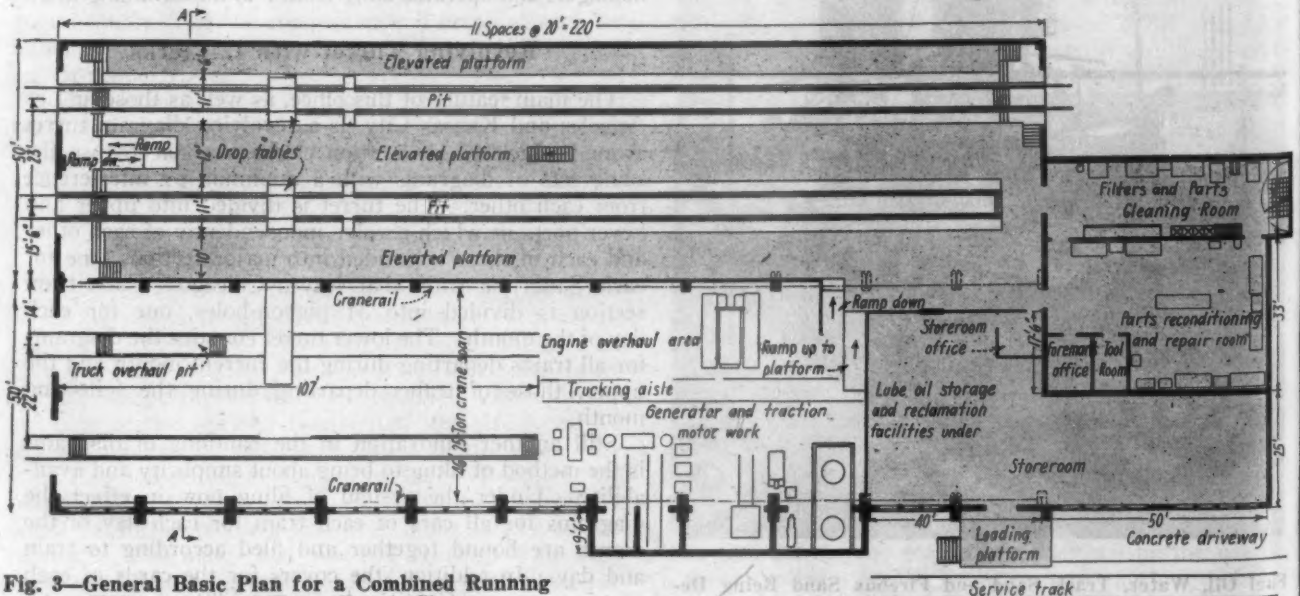 A
11 Spaces @ 20'=220'
Elevated platform
6'
11'
Pit
50'
23'
Ramp
Ramp dn
12'
Drop tables
Elevated platform
Filters and Parts
Cleaning Room
11'
Pit
15'-6"
10'
Elevated platform
Cranerail
Ramp down
14'
Engine overhaul area
Storeroom
office
17'-6"
Parts reconditioning
and repair room
33'
Ramp up to
platform
Foreman's
office
Tool
Room
Truck overhaul pit
107'
Trucking aisle
Lube oil storage
and reclamation
facilities under
50'
22'
46' 25-Ton crane span
Generator and traction
motor work
Storeroom
25'
Cranerail
A
9'-6"
40'
50'
Loading
platform
Concrete driveway
Service track
Fig. 3—General Basic Plan for a Combined Running